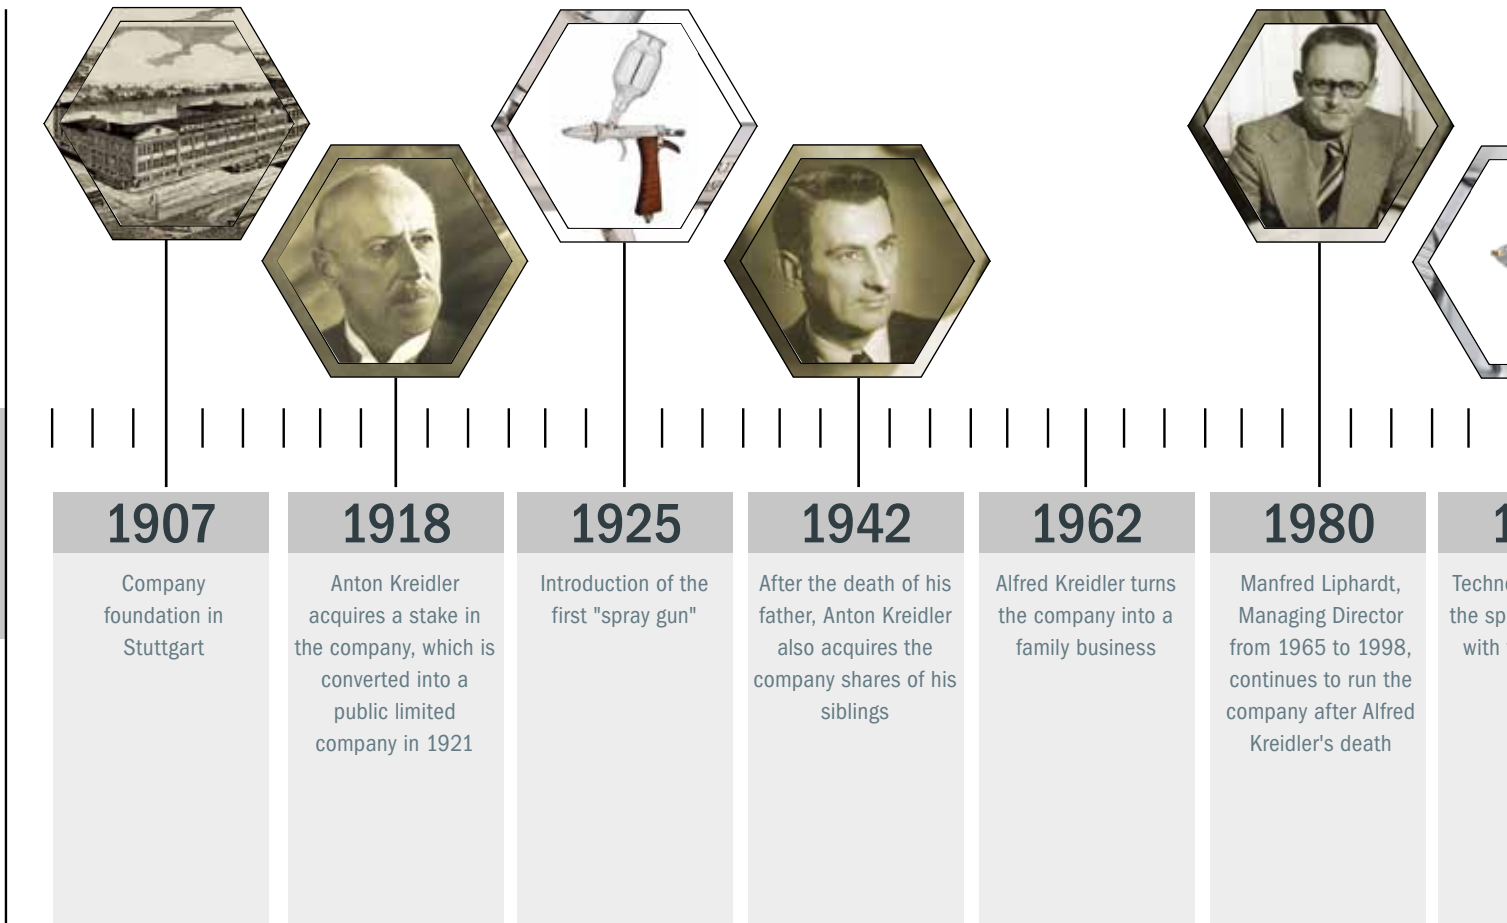 1907
Company
foundation in
Stuttgart
1918
Anton Kreidler
acquires a stake in
the company, which is
converted into a
public limited
company in 1921
1925
Introduction of the
first "spray gun"
1942
After the death of his
father, Anton Kreidler
also acquires the
company shares of his
siblings
1962
Alfred Kreidler turns
the company into a
family business
1980
Manfred Liphardt,
Managing Director
from 1965 to 1998,
continues to run the
company after Alfred
Kreidler's death
the
with